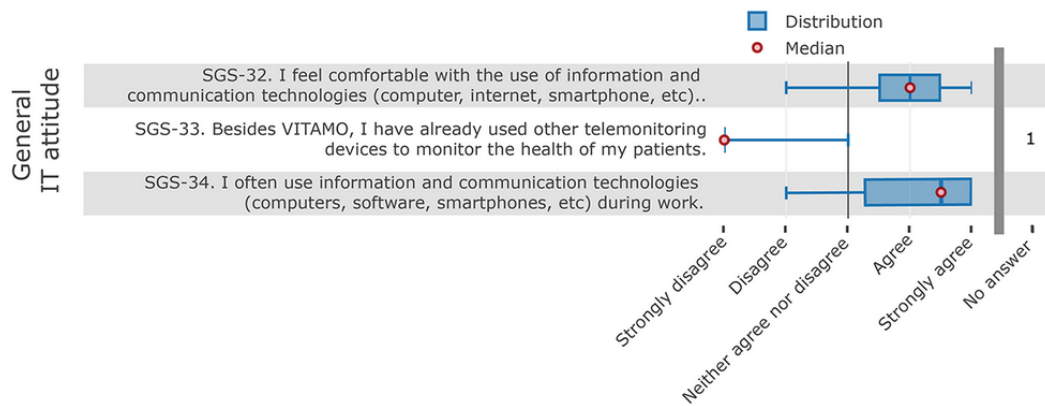 Distribution
Median
General
IT attitude
SGS-32. I feel comfortable with the use of information and
communication technologies (computer, internet, smartphone, etc)..
SGS-33. Besides VITAMO, I have already used other telemonitoring
devices to monitor the health of my patients.
1
SGS-34. I often use information and communication technologies
(computers, software, smartphones, etc) during work.
Strongly disagree
Disagree
Neither agree nor disagree
Agree
Strongly agree
No answer